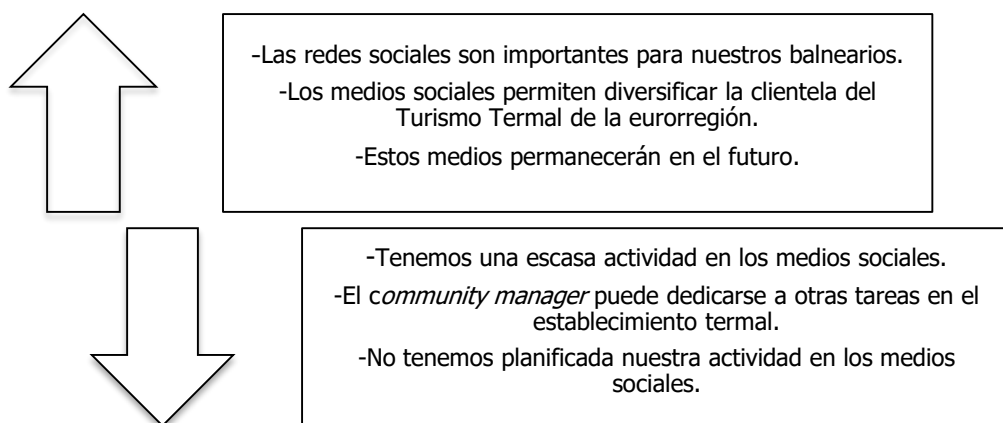 -Las redes sociales son importantes para nuestros balnearios.
-Los medios sociales permiten diversificar la clientela del
Turismo Termal de la eurorregión.
-Estos medios permanecerán en el futuro.
-Tenemos una escasa actividad en los medios sociales.
-El community manager puede dedicarse a otras tareas en el
establecimiento termal.
-No tenemos planificada nuestra actividad en los medios
sociales.